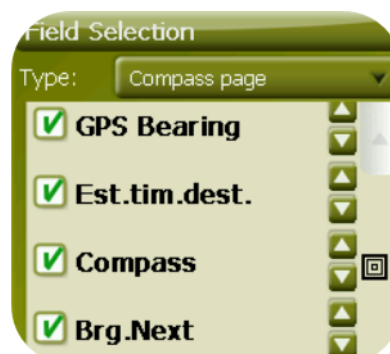 Field Selection
Type: Compass page
GPS Bearing
Est.tim.dest.
Compass
Brg.Next